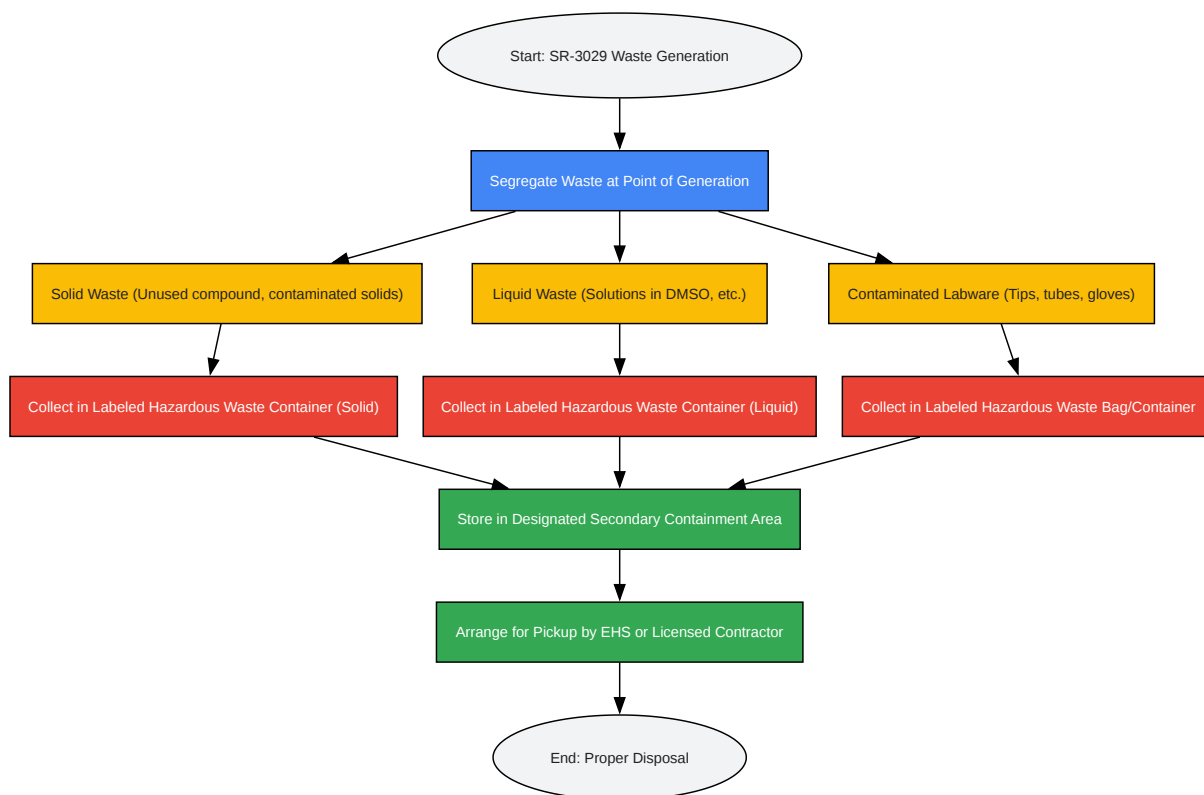 Start: SR-3029 Waste Generation
Segregate Waste at Point of Generation
Solid Waste (Unused compound, contaminated solids)
Liquid Waste (Solutions in DMSO, etc.)
Contaminated Labware (Tips, tubes, gloves)
Collect in Labeled Hazardous Waste Container (Solid)
Collect in Labeled Hazardous Waste Container (Liquid)
Collect in Labeled Hazardous Waste Bag/Container
Store in Designated Secondary Containment Area
Arrange for Pickup by EHS or Licensed Contractor
End: Proper Disposal